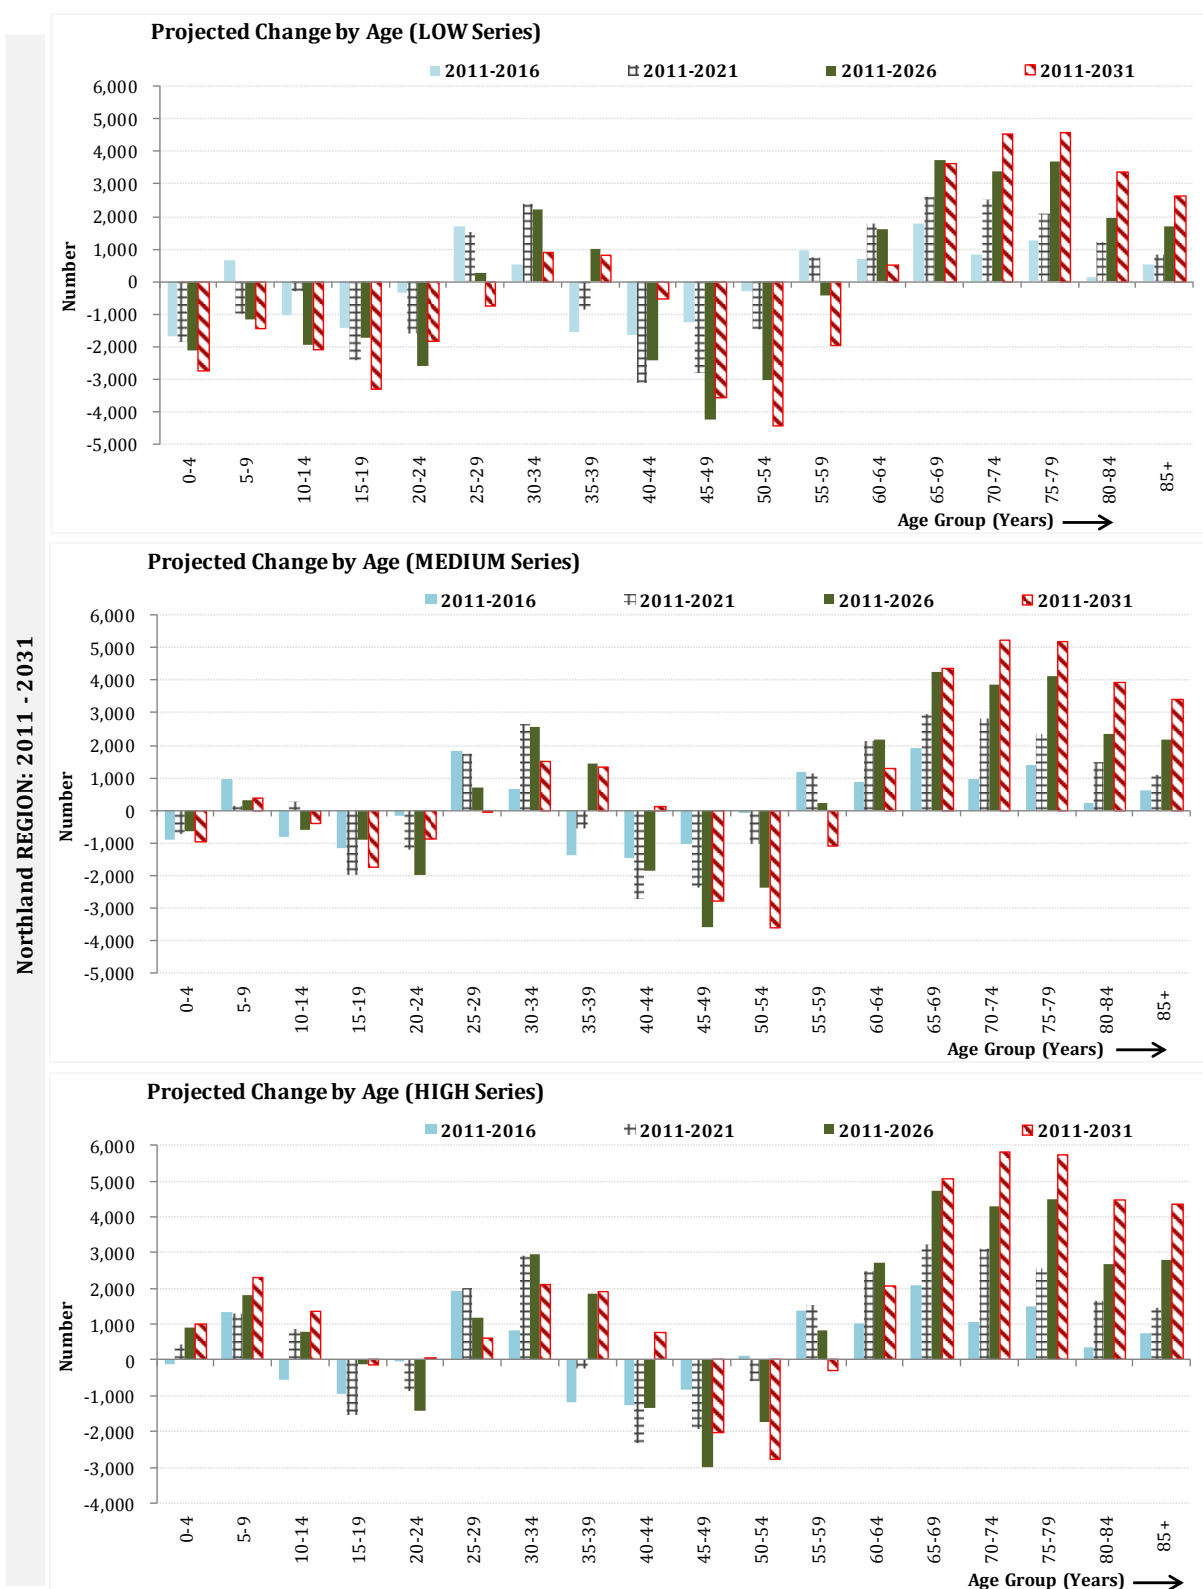 Northland REGION: 2011 - 2031
Projected Change by Age (LOW Series)
2011-2016 2011-2021 2011-2026 2011-2031
6,000
5,000
4,000
3,000
2,000
1,000
0
-1,000
-2,000
-3,000
-4,000
-5,000
Number
0-4 5-9 10-14 15-19 20-24 25-29 30-34 35-39 40-44 45-49 50-54 55-59 60-64 65-69 70-74 75-79 80-84 85+
Age Group (Years)
Projected Change by Age (MEDIUM Series)
2011-2016 2011-2021 2011-2026 2011-2031
6,000
5,000
4,000
3,000
2,000
1,000
0
-1,000
-2,000
-3,000
-4,000
-5,000
Number
0-4 5-9 10-14 15-19 20-24 25-29 30-34 35-39 40-44 45-49 50-54 55-59 60-64 65-69 70-74 75-79 80-84 85+
Age Group (Years)
Projected Change by Age (HIGH Series)
2011-2016 2011-2021 2011-2026 2011-2031
6,000
5,000
4,000
3,000
2,000
1,000
0
-1,000
-2,000
-3,000
-4,000
Number
0-4 5-9 10-14 15-19 20-24 25-29 30-34 35-39 40-44 45-49 50-54 55-59 60-64 65-69 70-74 75-79 80-84 85+
Age Group (Years)